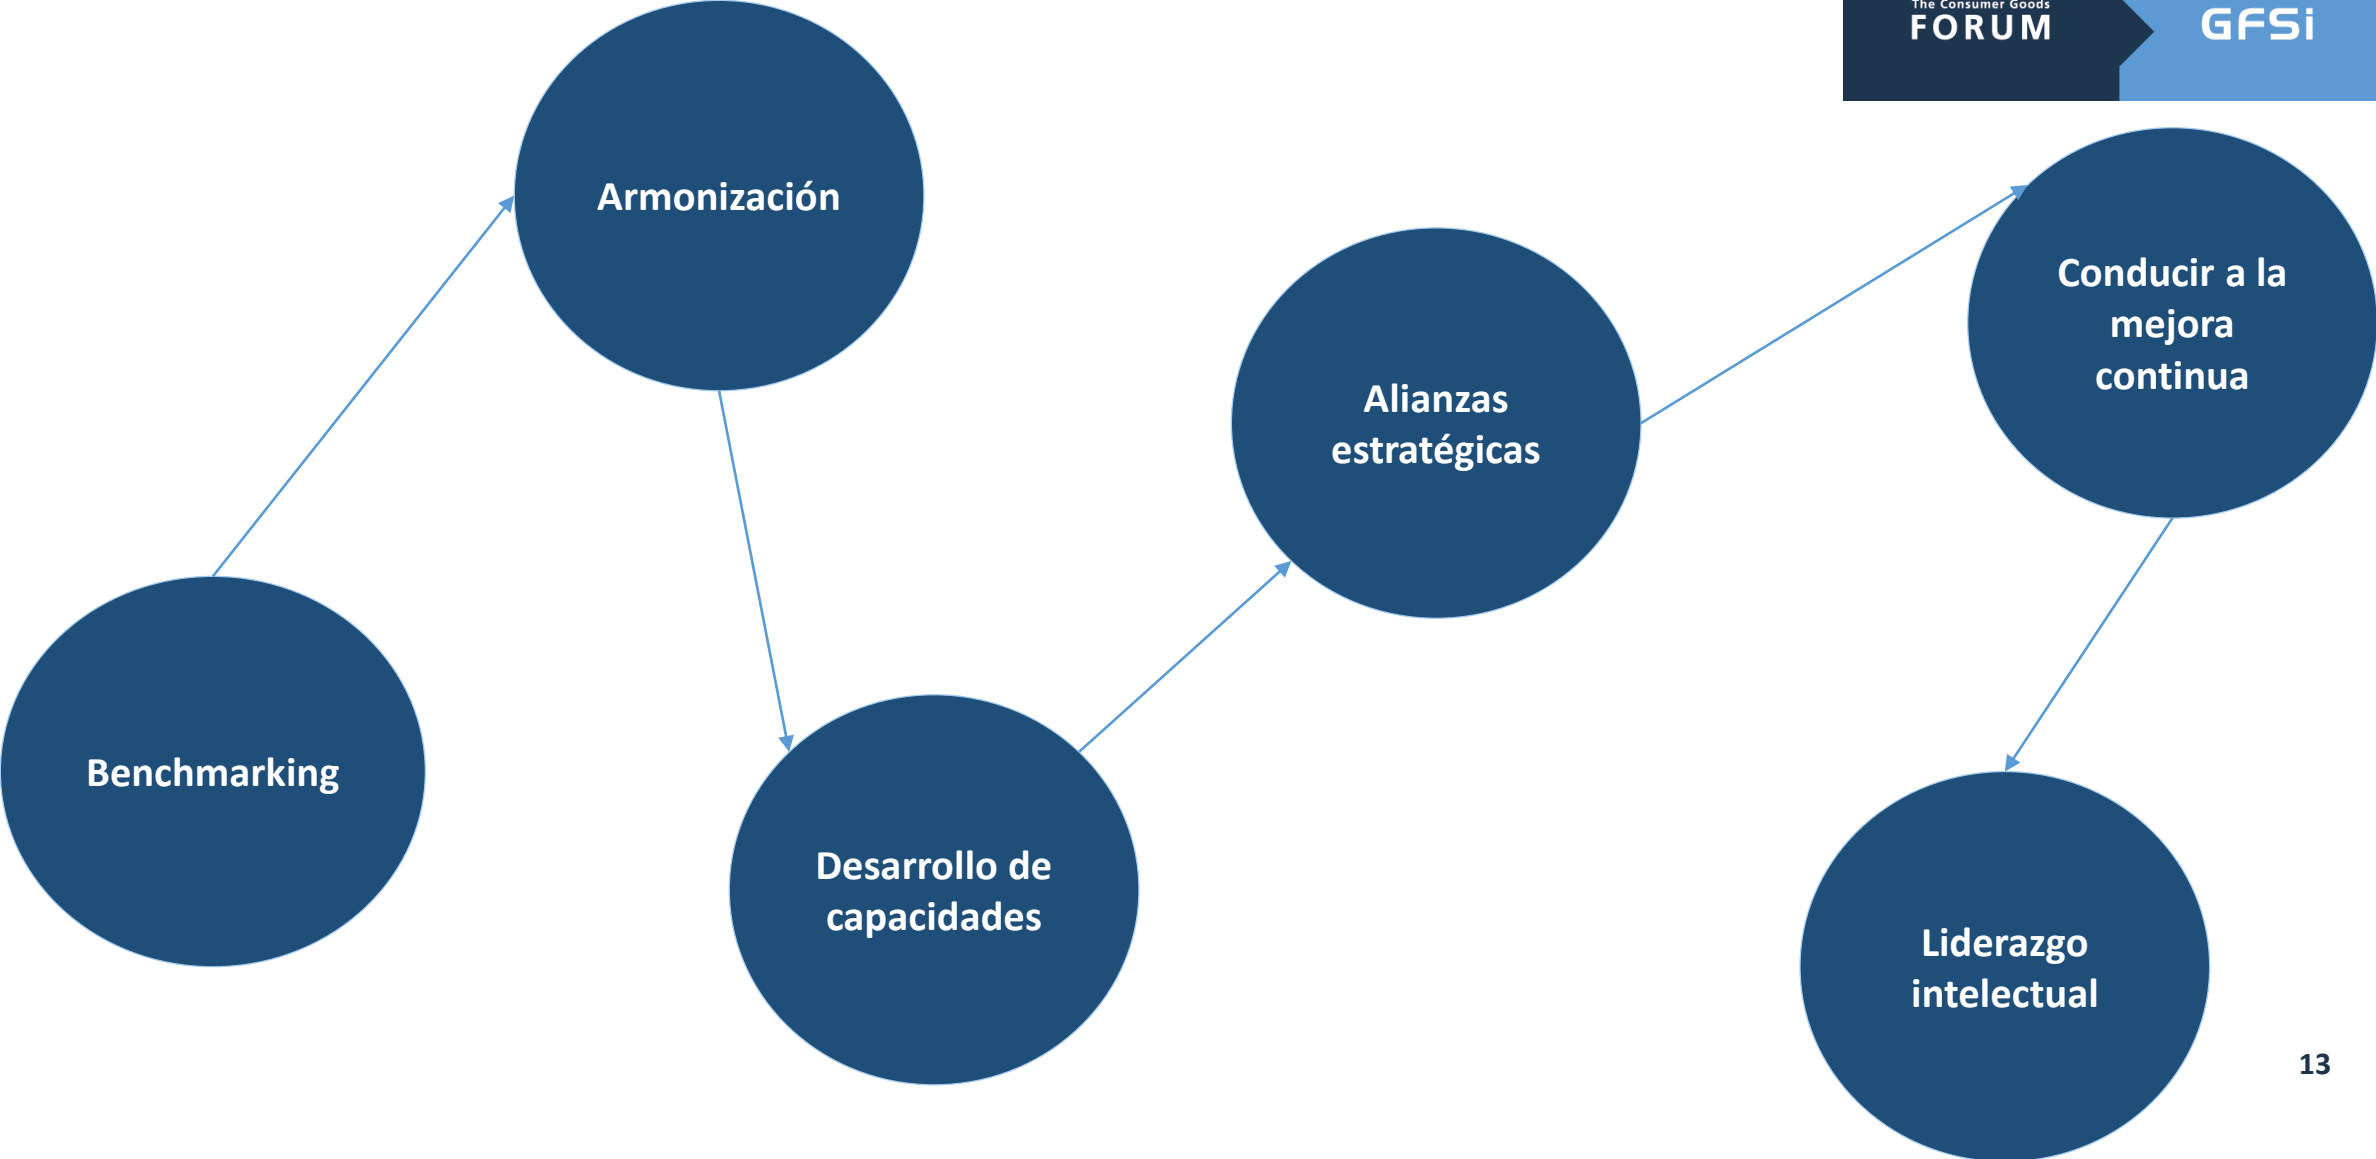 The Consumer Goods
FORUM
GFSi
Armonización
Conducir a la
mejora
continua
Alianzas
estratégicas
Benchmarking
Desarrollo de
capacidades
Liderazgo
intelectual
13